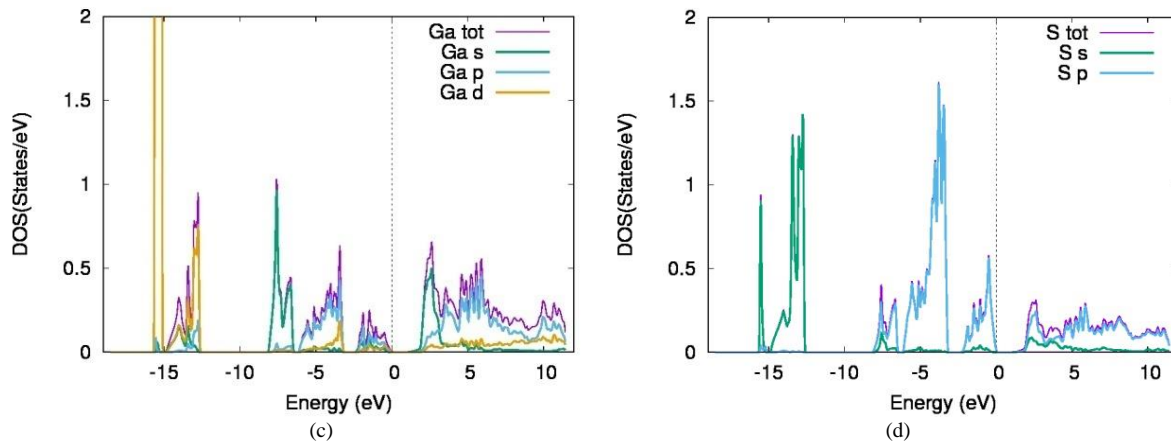 2
1.5
1
0.5
0
DOS(States/eV)
Ga tot
Ga s
Ga p
Ga d
-15
-10
-5
0
5
10
Energy (eV)
(c)
2
1.5
1
0.5
0
DOS(States/eV)
S tot
S s
S p
-15
-10
-5
0
5
10
Energy (eV)
(d)